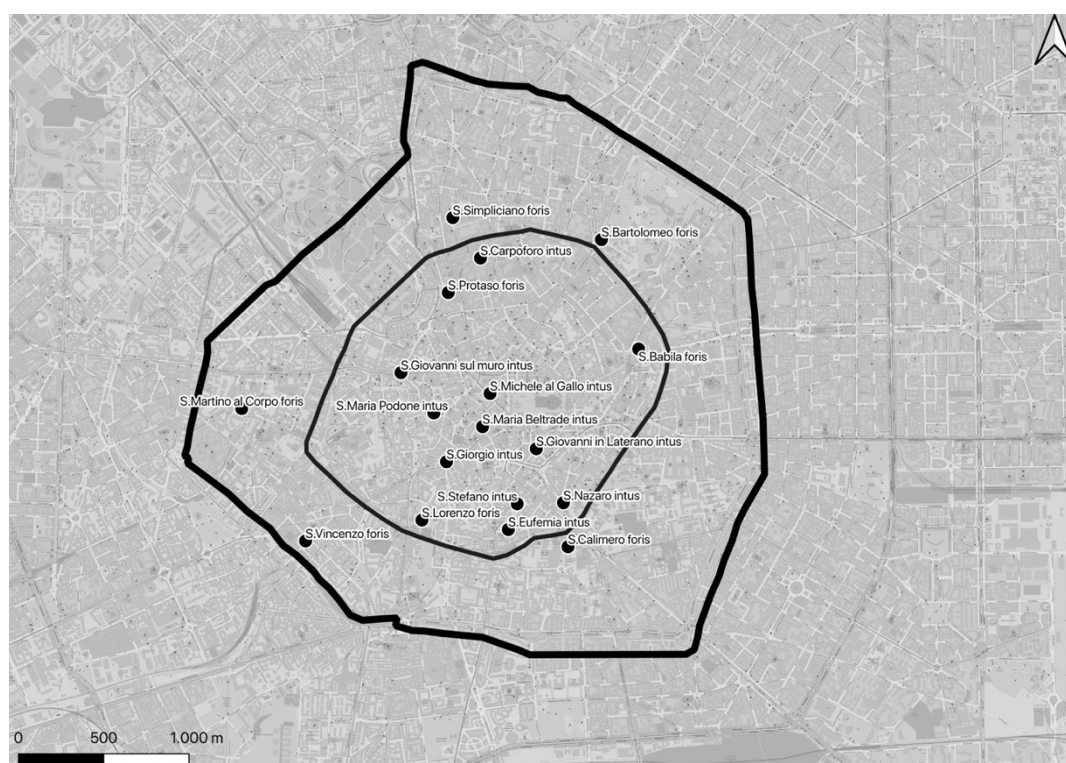 S.Simpliciano foris
S.Bartolomeo foris
S.Carpoforo intus
S.Protaso foris
S.Babila foris
S.Giovanni sul muro intus
S.Michele al Gallo intus
S.Martino al Corpo foris
S.Maria Podone intus
S.Maria Beltrade intus
S.Giovanni in Laterano intus
S.Giorgio intus
S.Stefano intus
S.Nazaro intus
S.Lorenzo foris
S.Eufemia intus
S.Vincenzo foris
S.Calimero foris
0 500 1.000 m